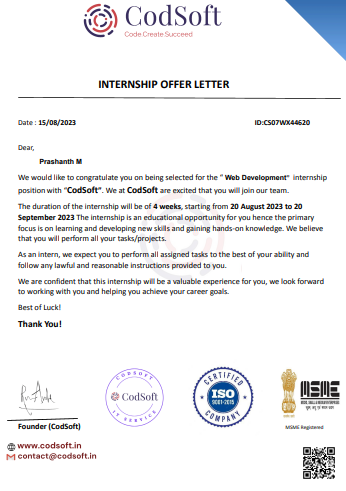 CodSoft
Code Create Succeed
INTERNSHIP OFFER LETTER
Date : 15/08/2023 ID:CS07WX44620
Dear,
Prashanth M
We would like to congratulate you on being selected for the " Web Development" internship
position with "CodSoft". We at CodSoft are excited that you will join our team.
The duration of the internship will be of 4 weeks, starting from 20 August 2023 to 20
September 2023 The internship is an educational opportunity for you hence the primary
focus is on learning and developing new skills and gaining hands-on knowledge. We believe
that you will perform all your tasks/projects.
As an intern, we expect you to perform all assigned tasks to the best of your ability and
follow any lawful and reasonable instructions provided to you.
We are confident that this internship will be a valuable experience for you, we look forward
to working with you and helping you achieve your career goals.
Best of Luck!
Thank You!
CODSOFT
CodSoft
IT SERVICE
CERTIFIED
ISO
9001:2015
COMPANY
MSME
MSME Registered
Founder (CodSoft)
www.codsoft.in
contact@codsoft.in